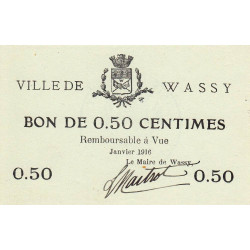 VILLE DE WASSY
BON DE 0.50 CENTIMES
Remboursable à Vue
Janvier 1916
Le Maire de Wassy
0.50 0.50